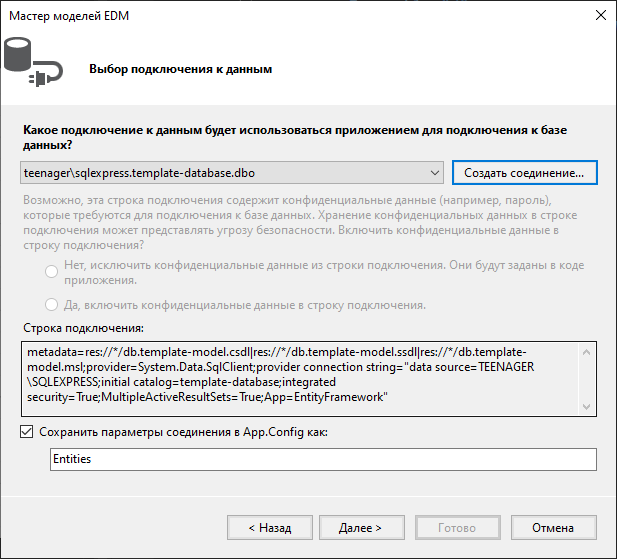 Мастер моделей EDM
Выбор подключения к данным
Какое подключение к данным будет использоваться приложением для подключения к базе
данных?
teenager\sqlexpress.template-database.dbo
Создать соединение...
Возможно, эта строка подключения содержит конфиденциальные данные (например, пароль),
которые требуются для подключения к базе данных. Хранение конфиденциальных данных в строке
подключения может представлять угрозу безопасности. Включить конфиденциальные данные в
строку подключения?
Нет, исключить конфиденциальные данные из строки подключения. Они будут заданы в коде
приложения.
Да, включить конфиденциальные данные в строку подключения.
Строка подключения:
metadata=res://*/db.template-model.csdl|res://*/db.template-model.ssdl|res://*/db.template-
model.msl;provider=System.Data.SqlClient;provider connection string="data source=TEENAGER
\SQLEXPRESS;initial catalog=template-database;integrated
security=True;MultipleActiveResultSets=True;App=EntityFramework"
Сохранить параметры соединения в App.Config как:
Entities
< Назад
Далее >
Готово
Отмена